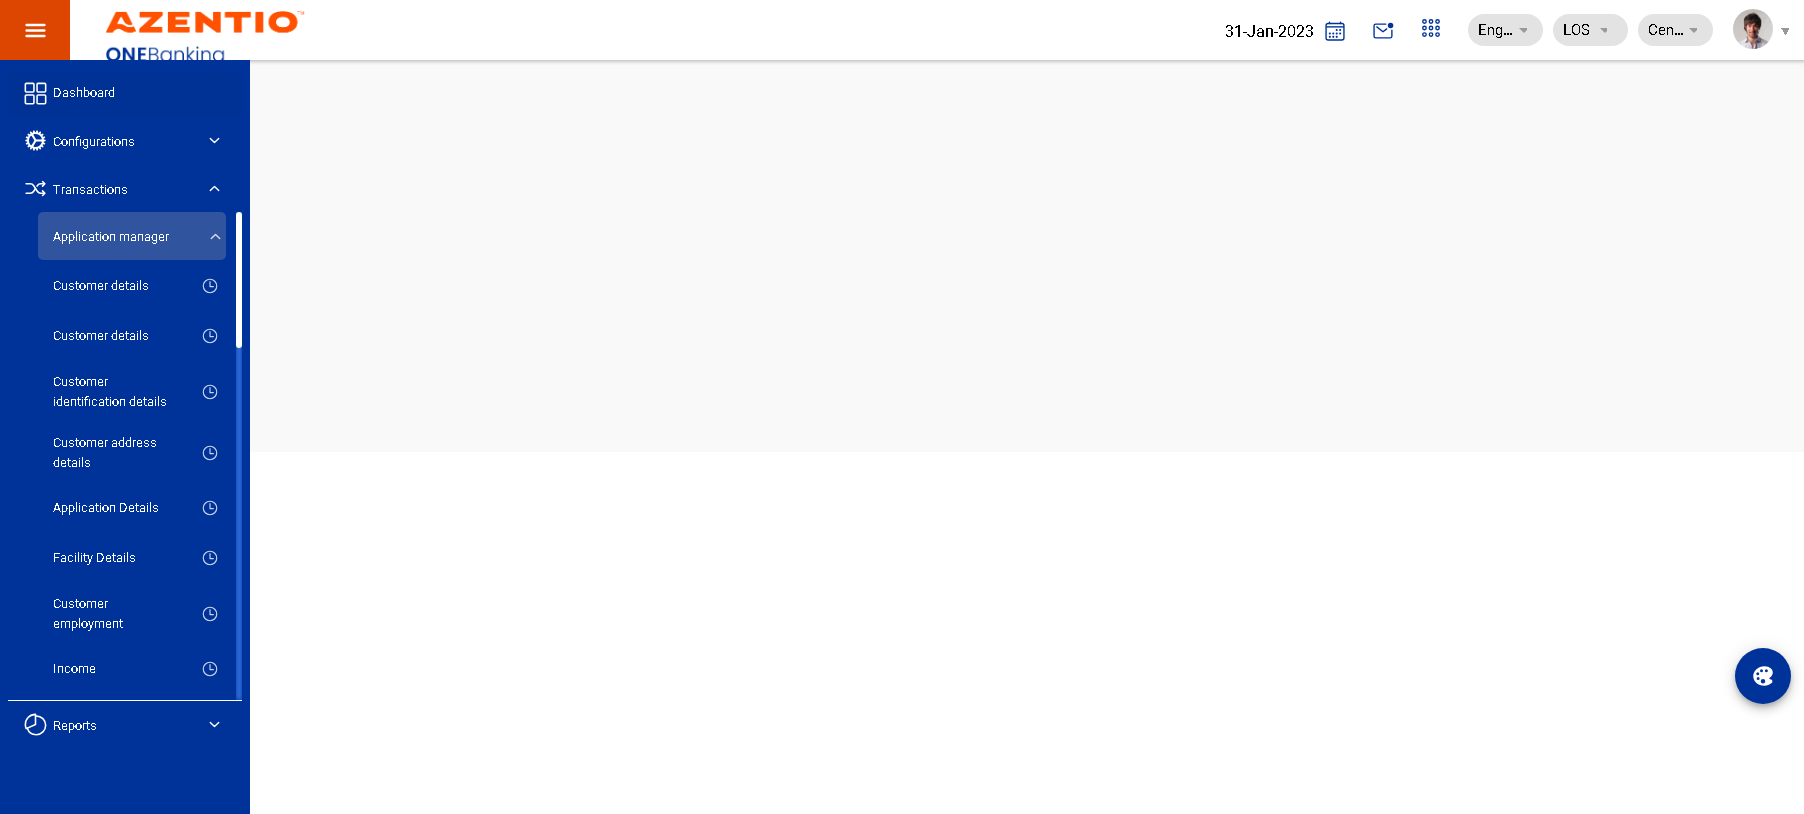 AZENTIO™
ONEBanking
31-Jan-2023
Eng...
LOS
Cen...
Dashboard
Configurations
Transactions
Application manager
Customer details
Customer details
Customer
identification details
Customer address
details
Application Details
Facility Details
Customer
employment
Income
Reports